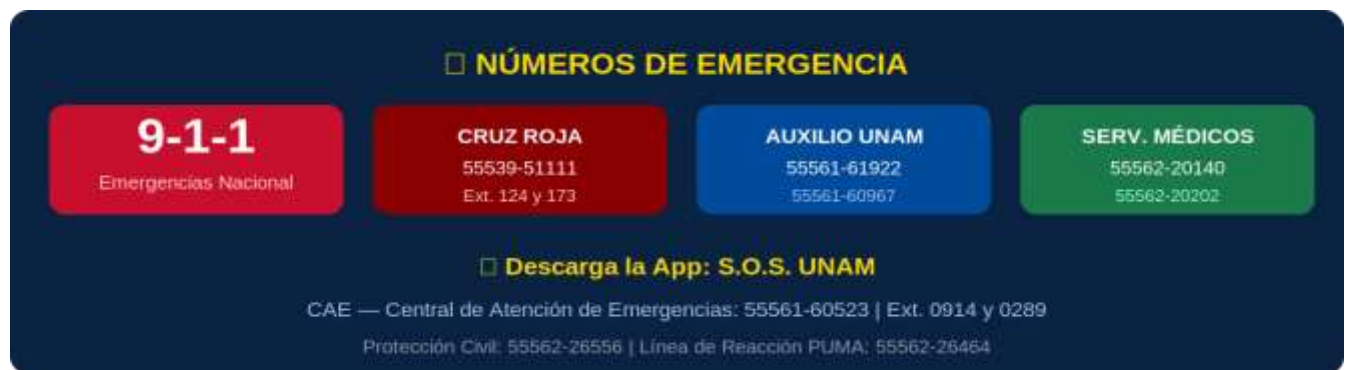 NÚMEROS DE EMERGENCIA
9-1-1
Emergencias Nacional
CRUZ ROJA
55539-51111
Ext. 124 y 173
AUXILIO UNAM
55561-61922
55561-60967
SERV. MÉDICOS
55562-20140
55562-20202
Descarga la App: S.O.S. UNAM
CAE — Central de Atención de Emergencias: 55561-60523 | Ext. 0914 y 0289
Protección Civil: 55562-26556 | Línea de Reacción PUMA: 55562-26464